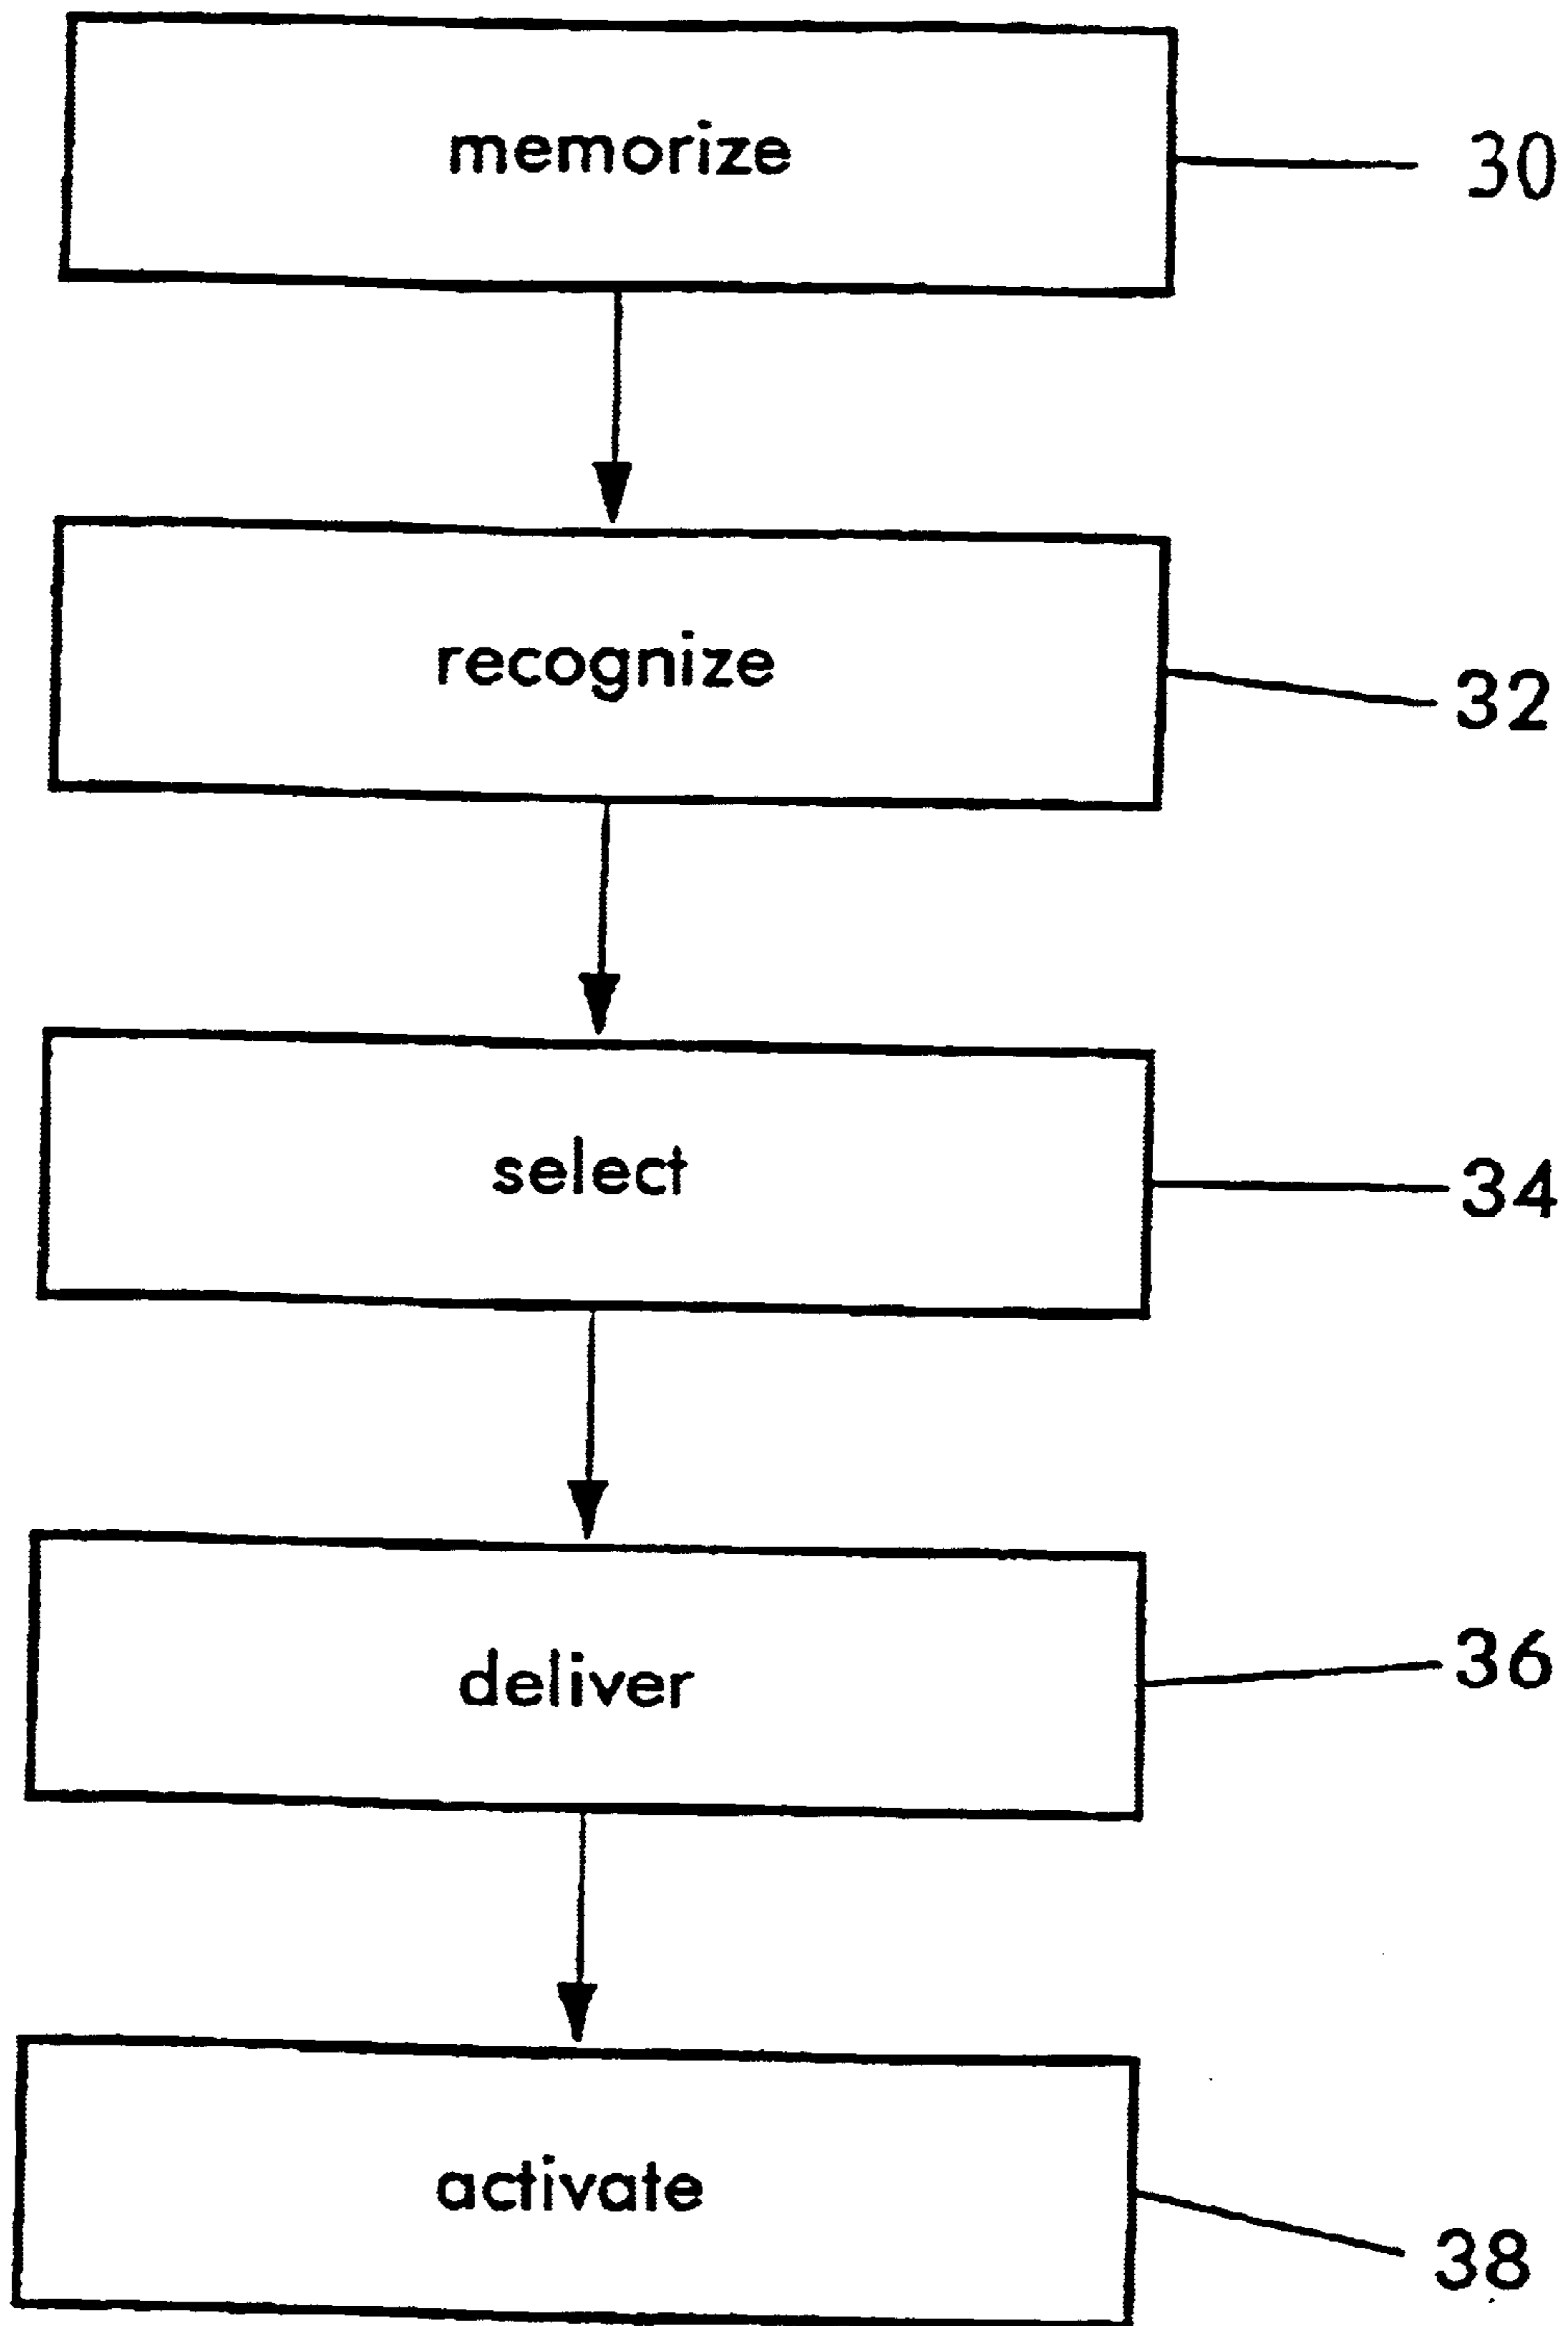 memorize
30
recognize
32
select
34
deliver
36
activate
38